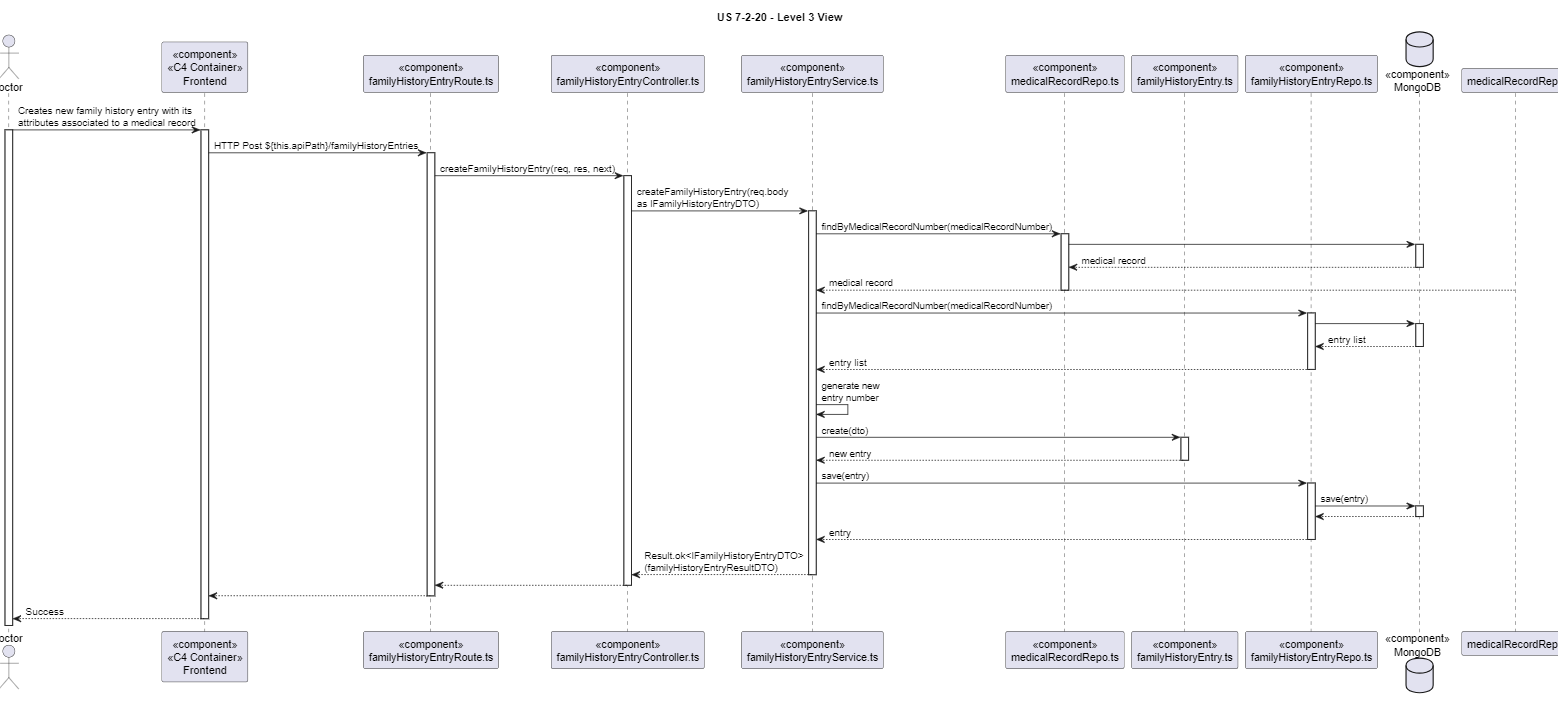 US 7-2-20 - Level 3 View
octor
«component»
«C4 Container»
Frontend
«component»
familyHistoryEntryRoute.ts
«component»
familyHistoryEntryController.ts
«component»
familyHistoryEntryService.ts
«component»
medicalRecordRepo.ts
«component»
familyHistoryEntry.ts
«component»
familyHistoryEntryRepo.ts
«component»
MongoDB
medicalRecordRep
Creates new family history entry with its
attributes associated to a medical record
HTTP Post ${this.apiPath}/familyHistoryEntries
createFamilyHistoryEntry(req, res, next)
createFamilyHistoryEntry(req.body
as IFamilyHistoryEntryDTO)
findByMedicalRecordNumber(medicalRecordNumber)
medical record
medical record
findByMedicalRecordNumber(medicalRecordNumber)
entry list
entry list
generate new
entry number
create(dto)
new entry
save(entry)
save(entry)
entry
Result.ok<IFamilyHistoryEntryDTO>
(familyHistoryEntryResultDTO)
Success
octor
«component»
«C4 Container»
Frontend
«component»
familyHistoryEntryRoute.ts
«component»
familyHistoryEntryController.ts
«component»
familyHistoryEntryService.ts
«component»
medicalRecordRepo.ts
«component»
familyHistoryEntry.ts
«component»
familyHistoryEntryRepo.ts
«component»
MongoDB
medicalRecordRep